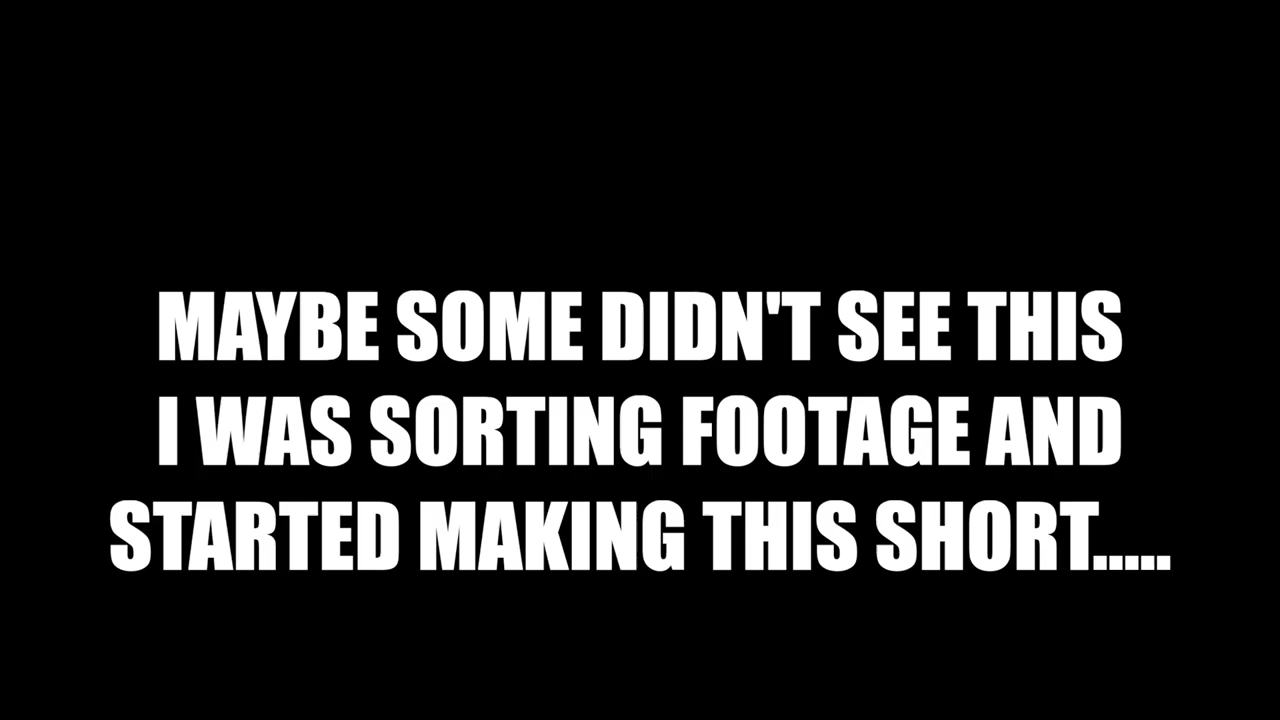 MAYBE SOME DIDN'T SEE THIS
I WAS SORTING FOOTAGE AND
STARTED MAKING THIS SHORT.....